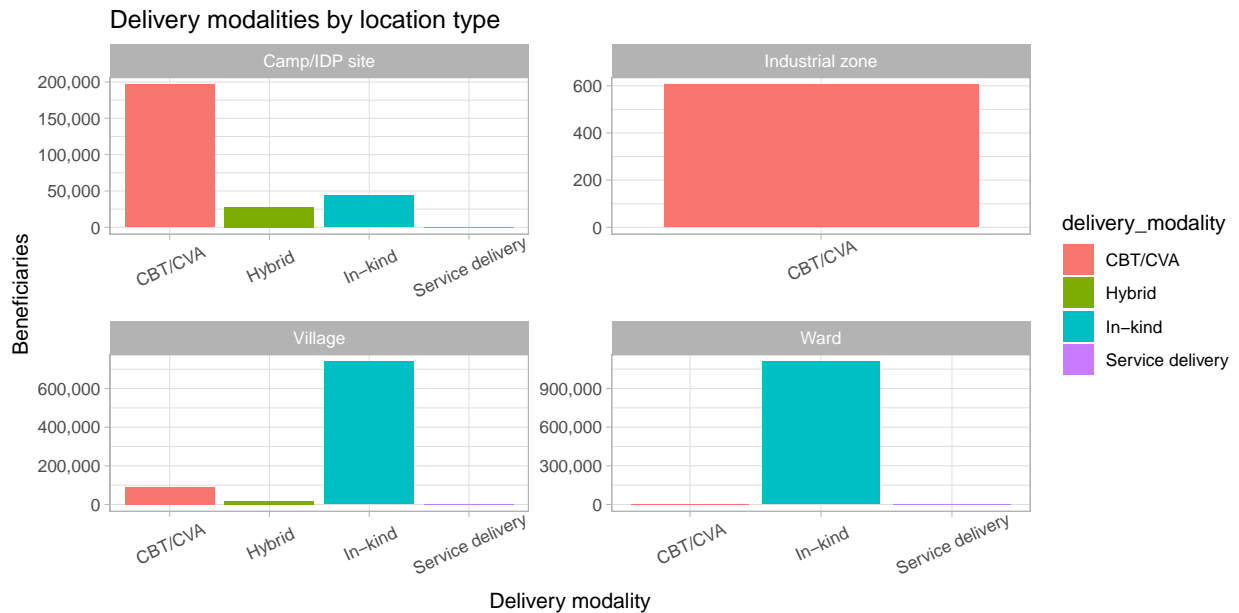 Delivery modalities by location type
Camp/IDP site
200,000
150,000
100,000
50,000
0
CBT/CVA
Hybrid
In-kind
Service delivery
Industrial zone
600
400
200
0
CBT/CVA
Village
600,000
400,000
200,000
0
CBT/CVA
Hybrid
In-kind
Service delivery
Ward
900,000
600,000
300,000
0
CBT/CVA
In-kind
Service delivery
Beneficiaries
Delivery modality
delivery_modality
CBT/CVA
Hybrid
In-kind
Service delivery